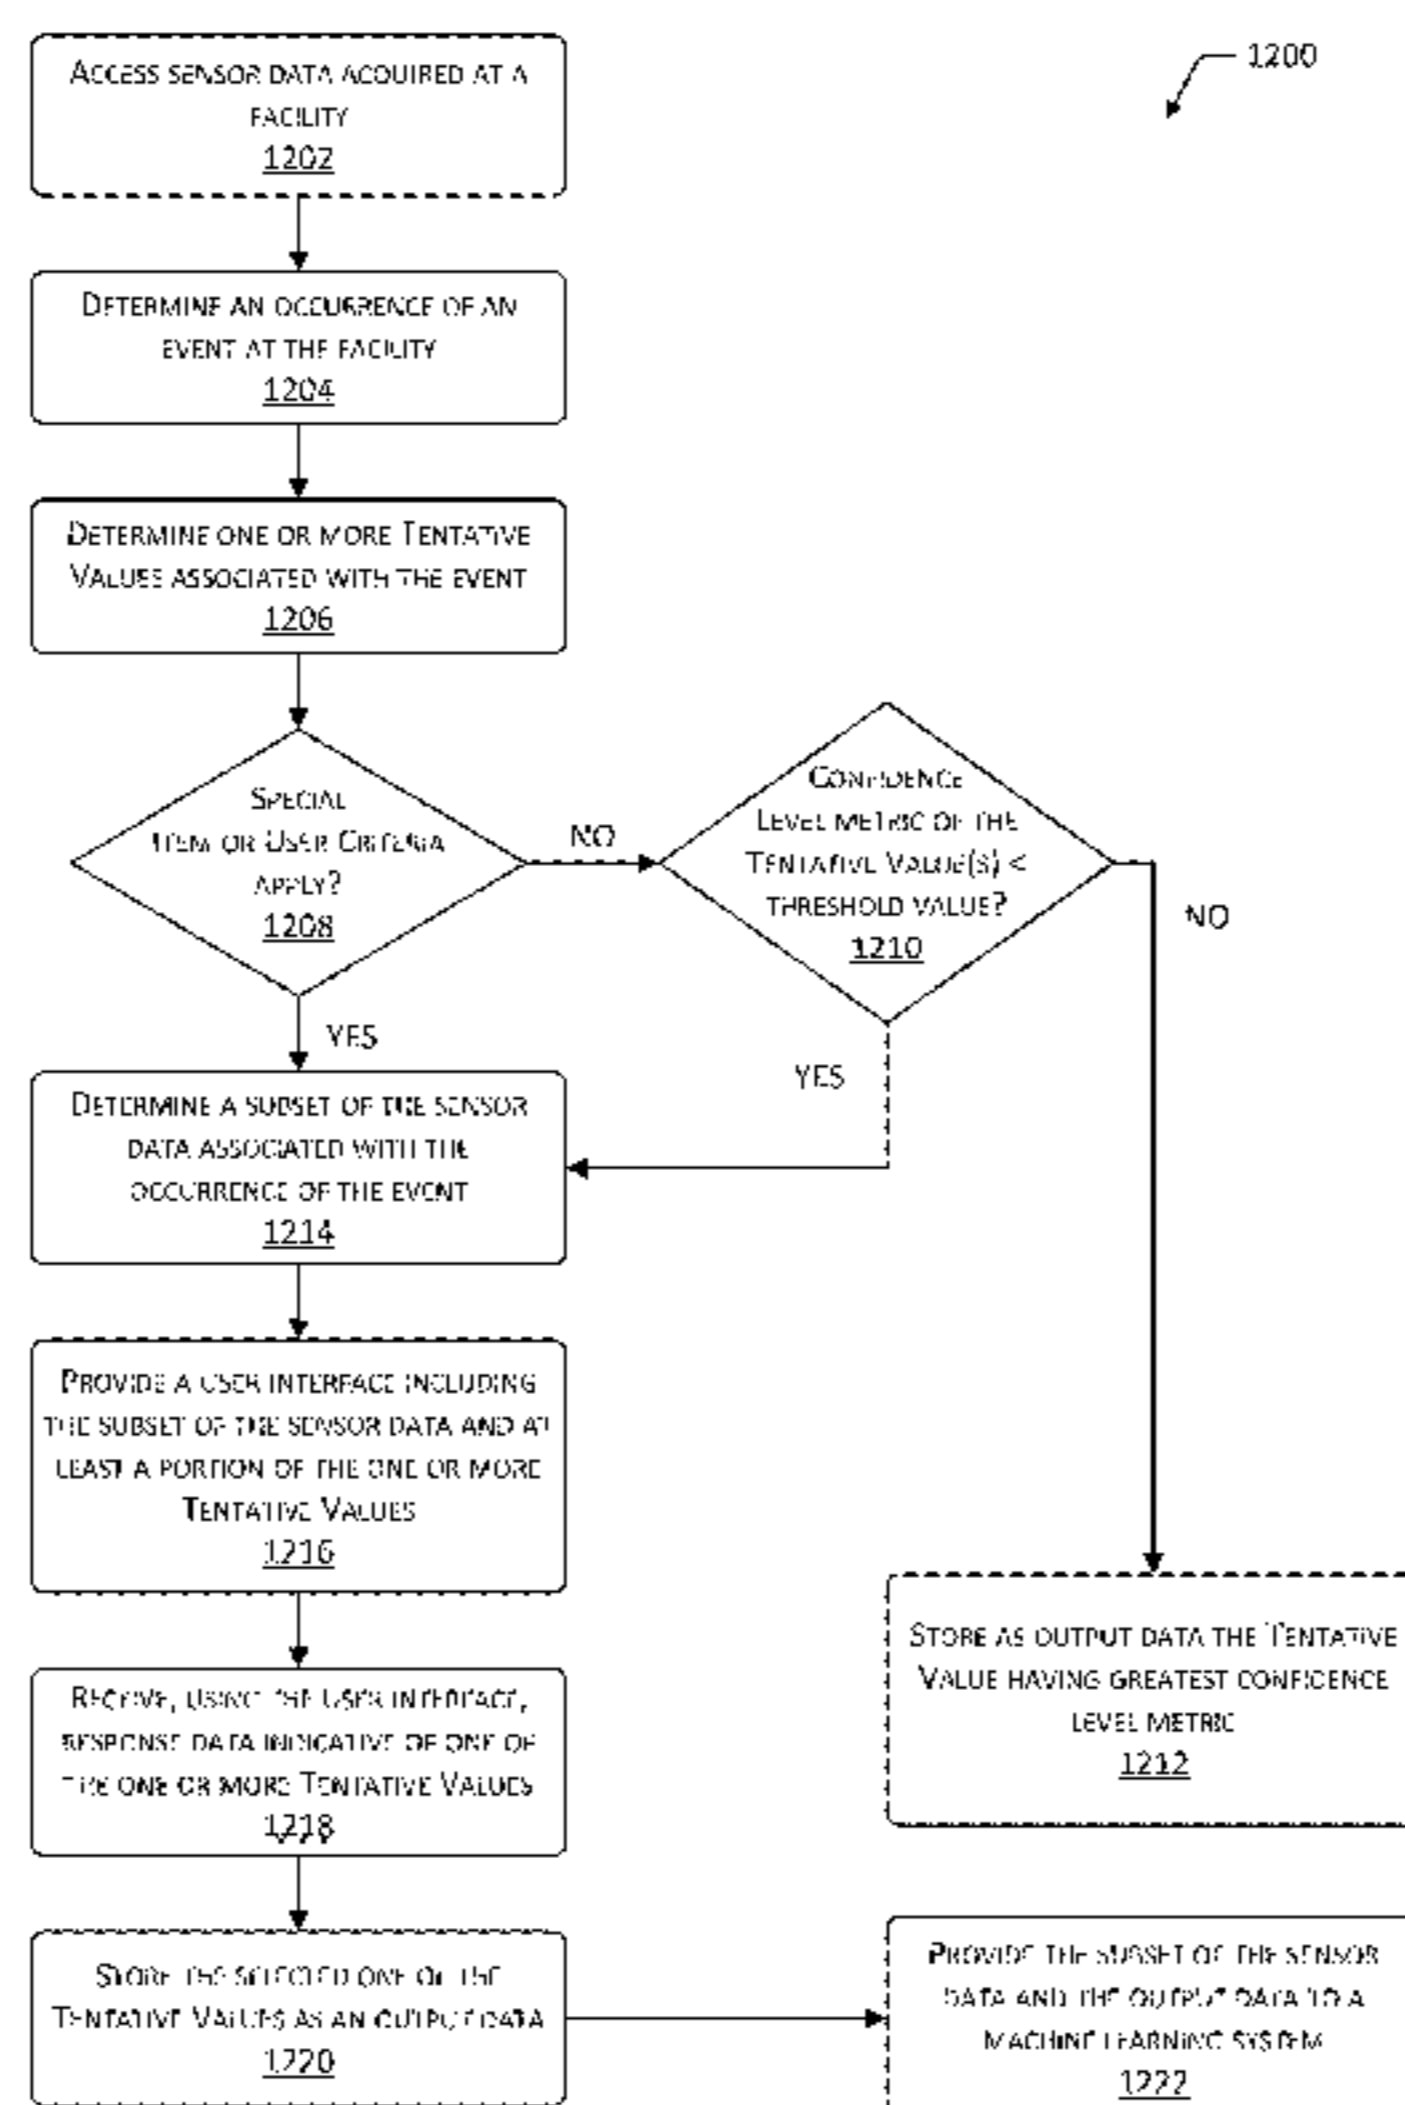 1200
ACCESS SENSOR DATA ACQUIRED AT A
FACILITY
1202
DETERMINE AN OCCURRENCE OF AN
EVENT AT THE FACILITY
1204
DETERMINE ONE OR MORE TENTATIVE
VALUES ASSOCIATED WITH THE EVENT
1206
SPECIAL
ITEM OR USER CRITERIA
APPLY?
1208
NO
CONFIDENCE
LEVEL METRIC OF THE
TENTATIVE VALUE(S) <
THRESHOLD VALUE?
1210
NO
YES
YES
DETERMINE A SUBSET OF THE SENSOR
DATA ASSOCIATED WITH THE
OCCURRENCE OF THE EVENT
1214
PROVIDE A USER INTERFACE INCLUDING
THE SUBSET OF THE SENSOR DATA AND AT
LEAST A PORTION OF THE ONE OR MORE
TENTATIVE VALUES
1216
STORE AS OUTPUT DATA THE TENTATIVE
VALUE HAVING GREATEST CONFIDENCE
LEVEL METRIC
1212
RECEIVE, USING THE USER INTERFACE,
RESPONSE DATA INDICATIVE OF ONE OF
THE ONE OR MORE TENTATIVE VALUES
1218
STORE THE SELECTED ONE OF THE
TENTATIVE VALUES AS AN OUTPUT DATA
1220
PROVIDE THE SUBSET OF THE SENSOR
DATA AND THE OUTPUT DATA TO A
MACHINE LEARNING SYSTEM
1222